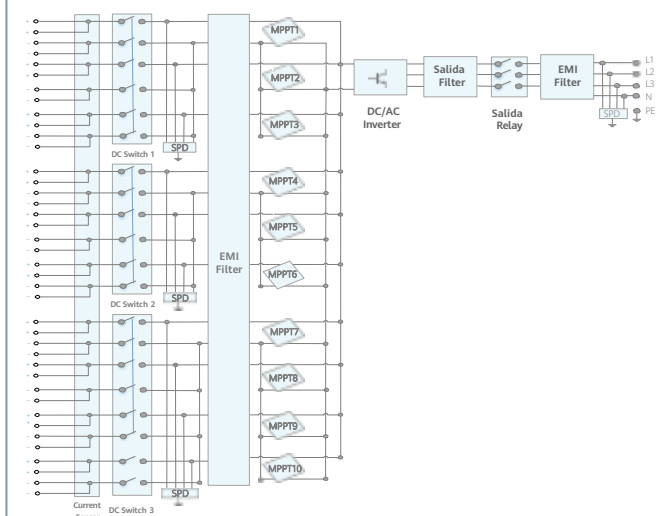 MPPT1
L1
L2
MPPT2
Salida
Filter
EMI
Filter
L3
N
DC/AC
Inverter
Salida
Relay
SPD
PE
MPPT3
SPD
DC Switch 1
MPPT4
MPPT5
EMI
Filter
MPPT6
SPD
DC Switch 2
MPPT7
MPPT8
MPPT9
MPPT10
SPD
Current
DC Switch 3